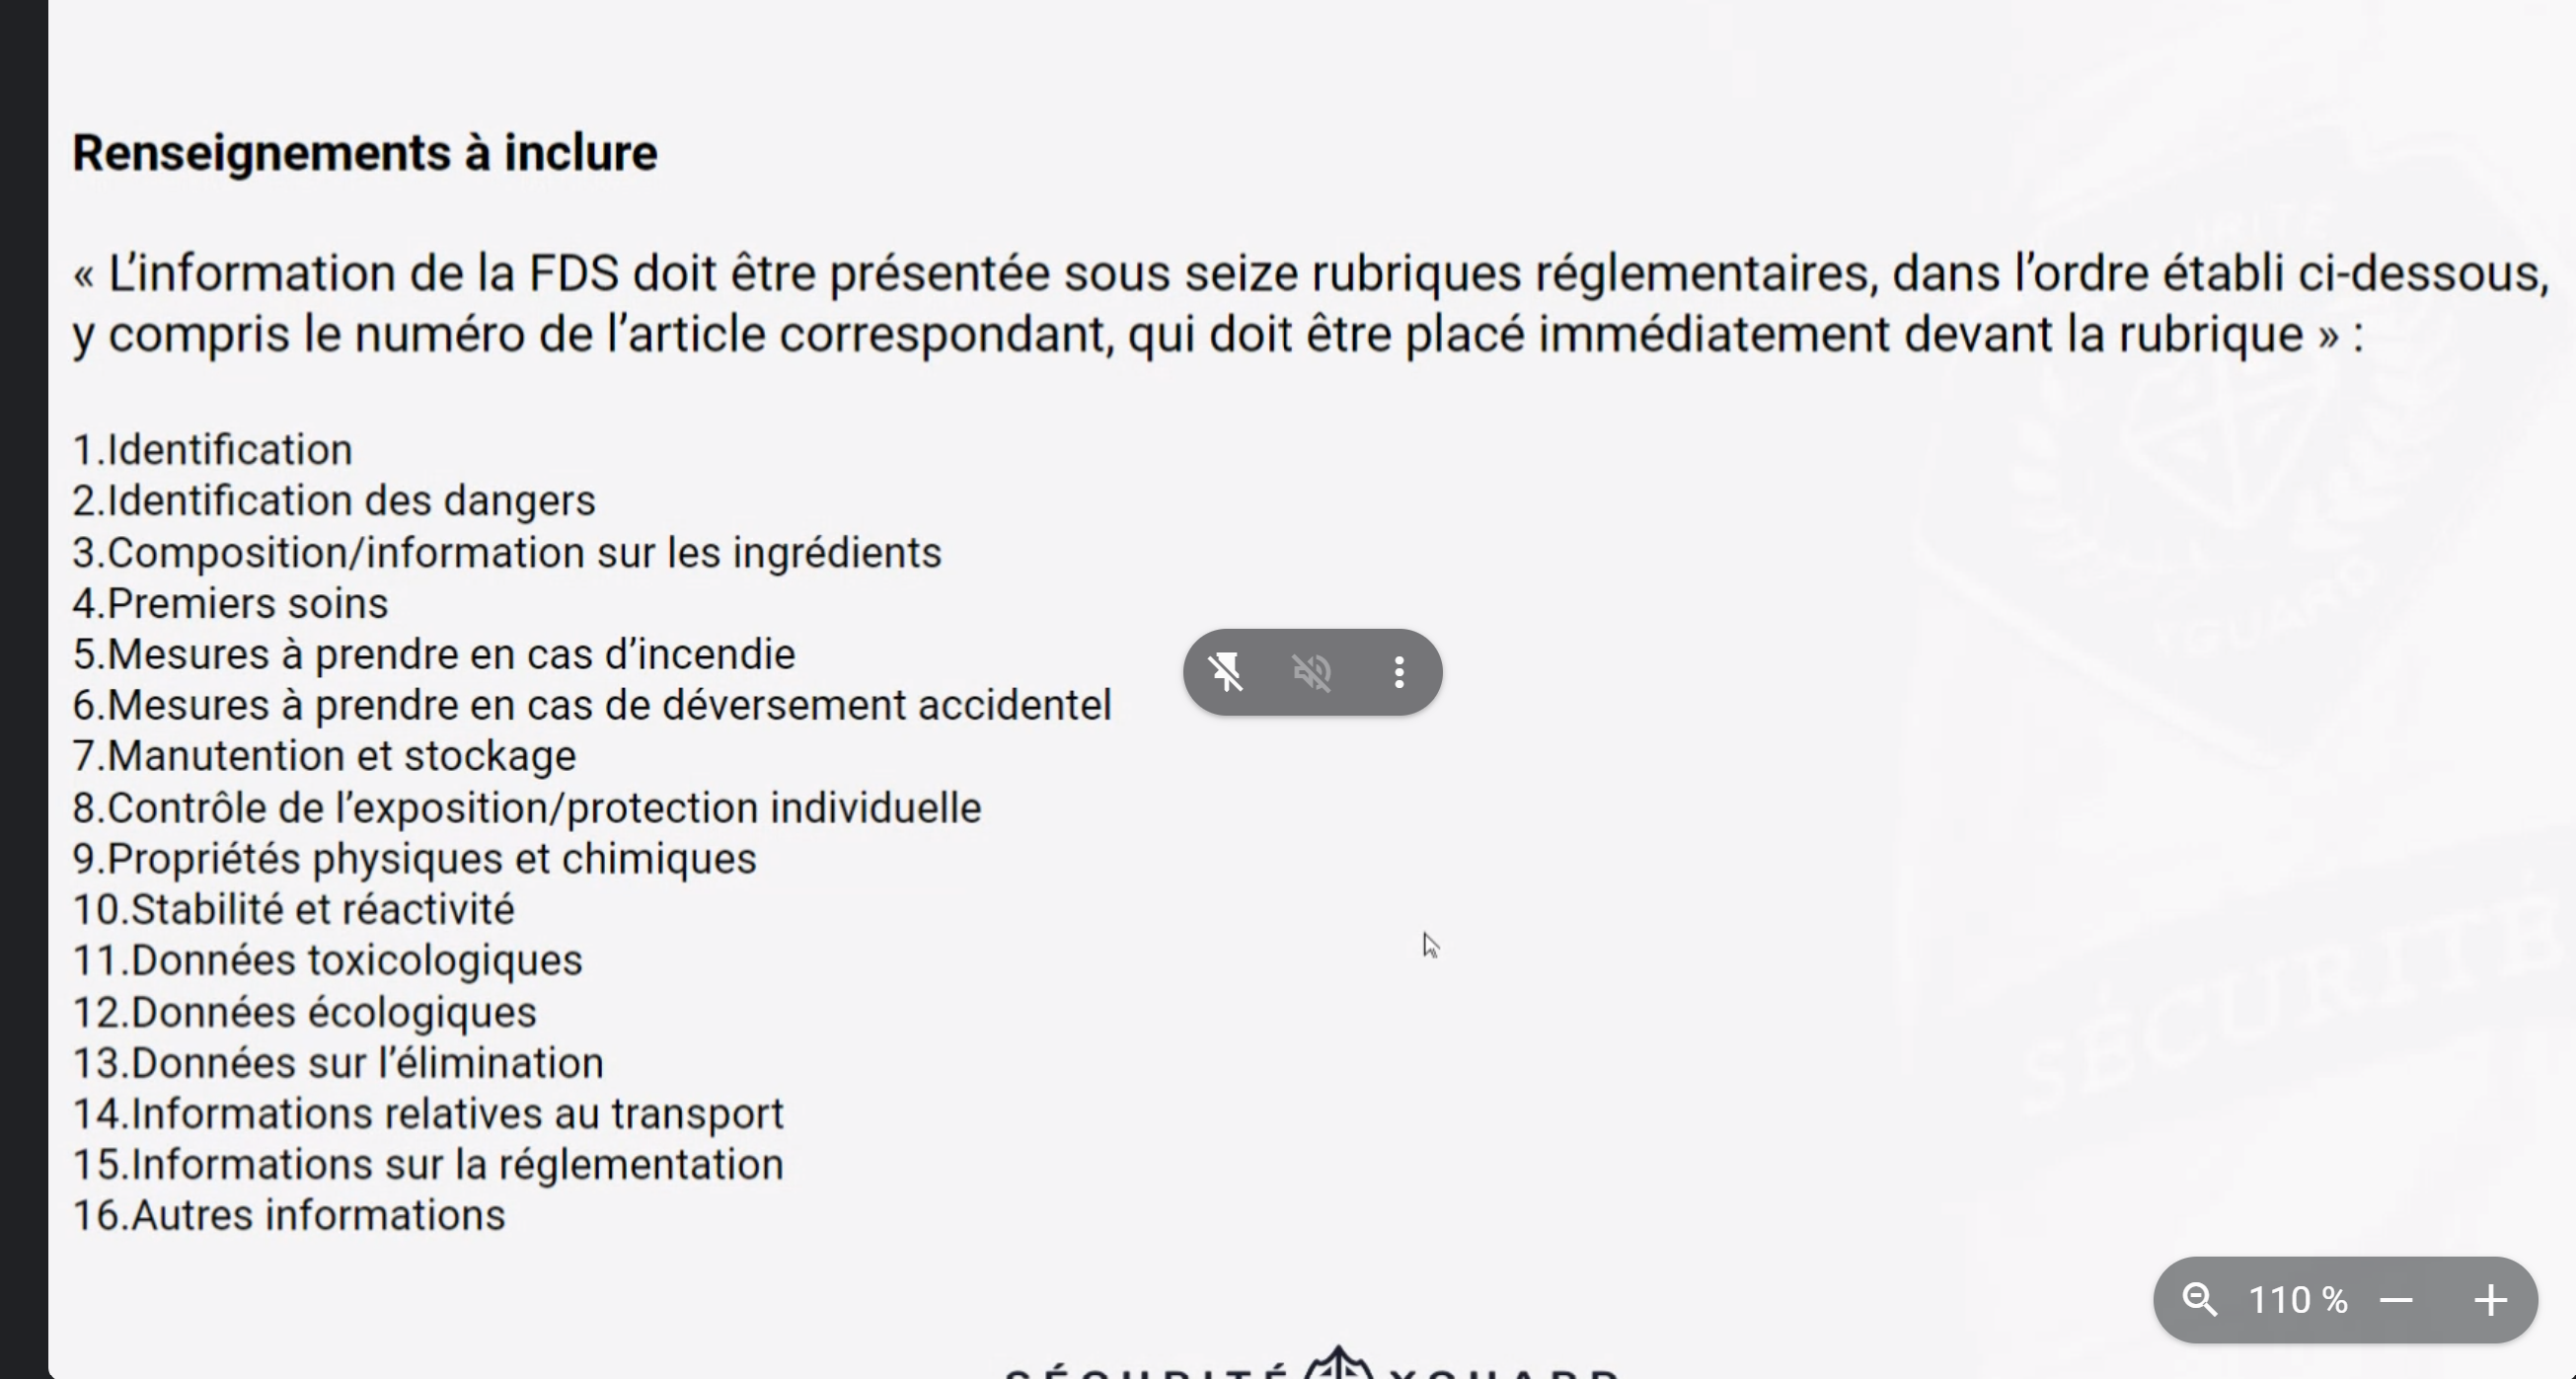 Renseignements à inclure
« L’information de la FDS doit être présentée sous seize rubriques réglementaires, dans l’ordre établi ci-dessous,
y compris le numéro de l’article correspondant, qui doit être placé immédiatement devant la rubrique » :
1.Identification
2.Identification des dangers
3.Composition/information sur les ingrédients
4.Premiers soins
5.Mesures à prendre en cas d’incendie
6.Mesures à prendre en cas de déversement accidentel
7.Manutention et stockage
8.Contrôle de l’exposition/protection individuelle
9.Propriétés physiques et chimiques
10.Stabilité et réactivité
11.Données toxicologiques
12.Données écologiques
13.Données sur l’élimination
14.Informations relatives au transport
15.Informations sur la réglementation
16.Autres informations
SÉCURITÉ
110 %
SÉCURITÉ XGUARD